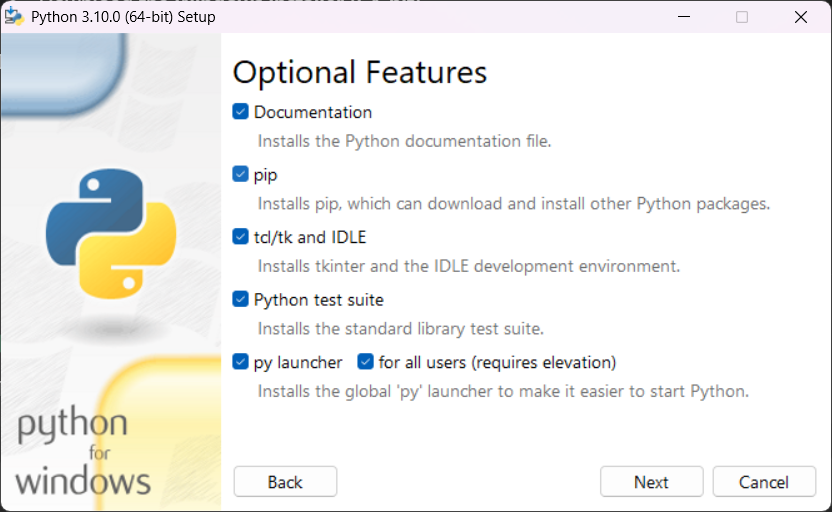 Python 3.10.0 (64-bit) Setup
Optional Features
Documentation
Installs the Python documentation file.
pip
Installs pip, which can download and install other Python packages.
tcl/tk and IDLE
Installs tkinter and the IDLE development environment.
Python test suite
Installs the standard library test suite.
py launcher for all users (requires elevation)
Installs the global 'py' launcher to make it easier to start Python.
python
for
windows
Back Next Cancel